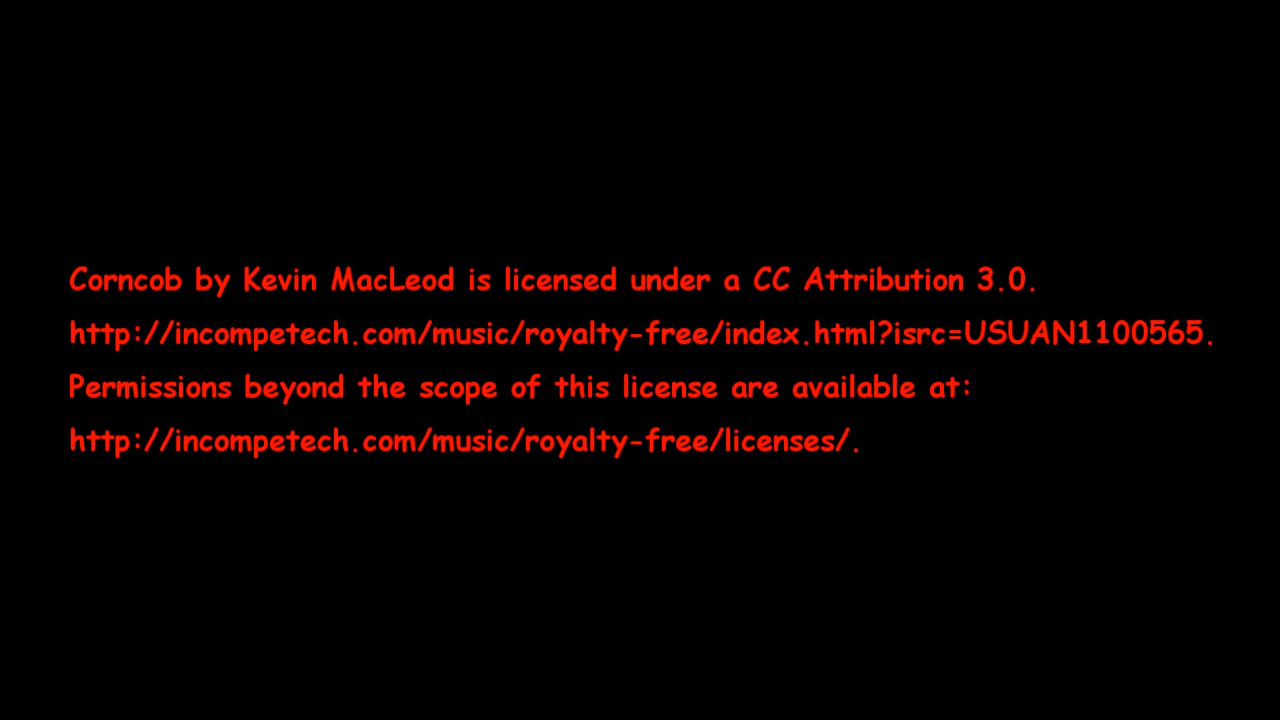 Corncob by Kevin MacLeod is licensed under a CC Attribution 3.0.
http://incompetech.com/music/royalty-free/index.html?isrc=USUAN1100565.
Permissions beyond the scope of this license are available at:
http://incompetech.com/music/royalty-free/licenses/.